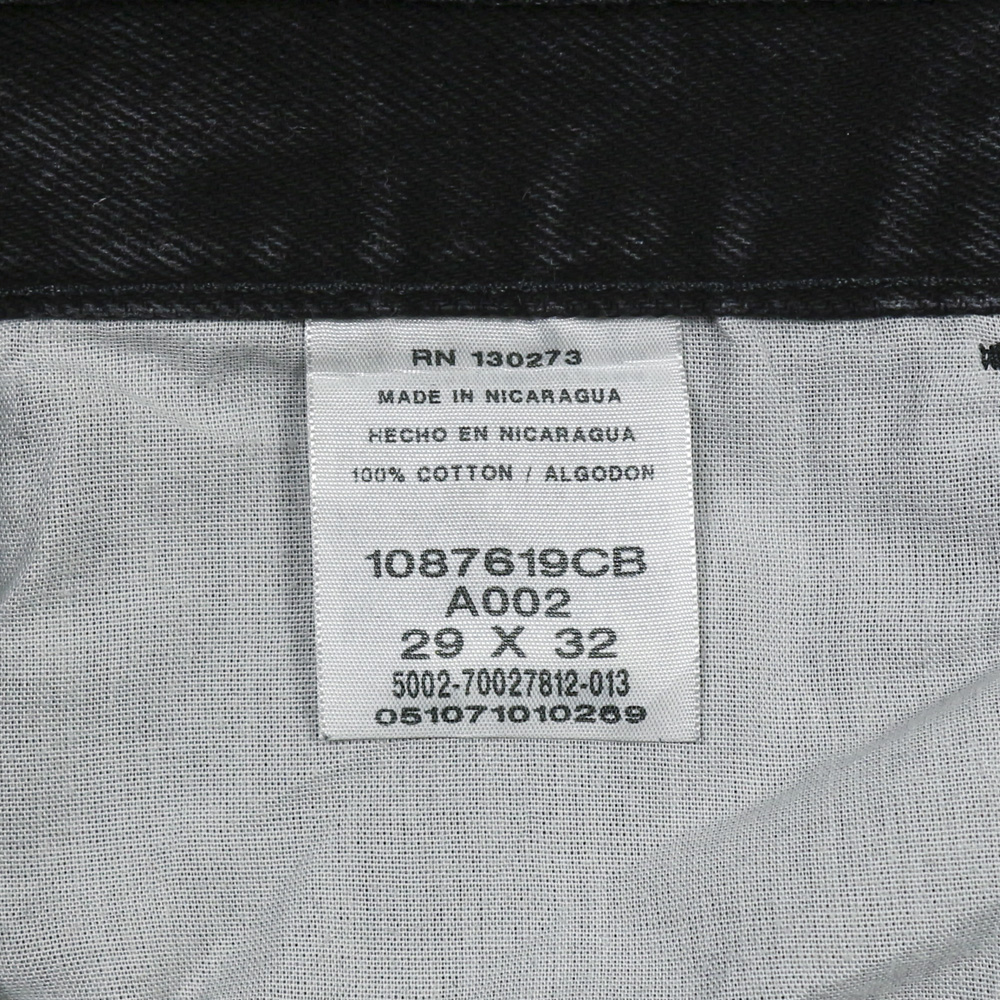 RN 130273
MADE IN NICARAGUA
HECHO EN NICARAGUA
100% COTTON / ALGODON
1087619CB
A002
29 X 32
5002-70027812-013
051071010269